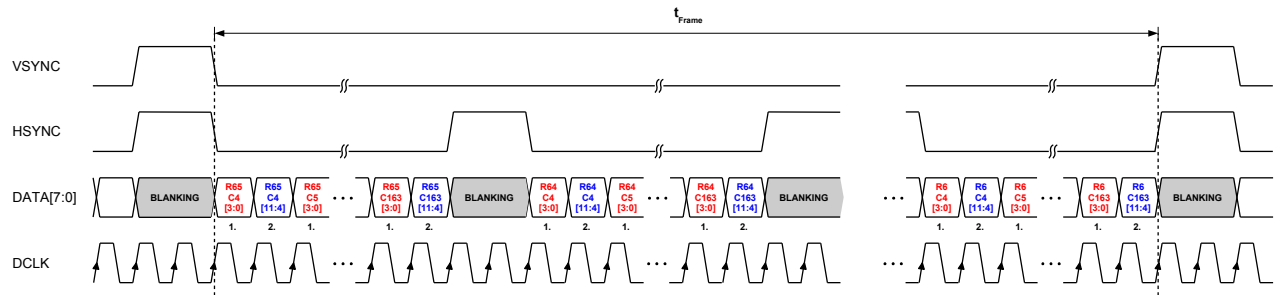 t Frame
VSYNC
HSYNC
DATA[7:0] BLANKING R65 C4 [3:0] R65 C4 [11:4] R65 C5 [3:0] ··· R65 C163 [3:0] R65 C163 [11:4] BLANKING R64 C4 [3:0] R64 C4 [11:4] R64 C5 [3:0] ··· R64 C163 [3:0] R64 C163 [11:4] BLANKING ··· R6 C4 [3:0] R6 C4 [11:4] R6 C5 [3:0] ··· R6 C163 [3:0] R6 C163 [11:4] BLANKING
1. 2. 1. 1. 2. 1. 2. 1. 1. 2. 1. 2. 1. 1. 2.
DCLK ··· ··· ··· ···